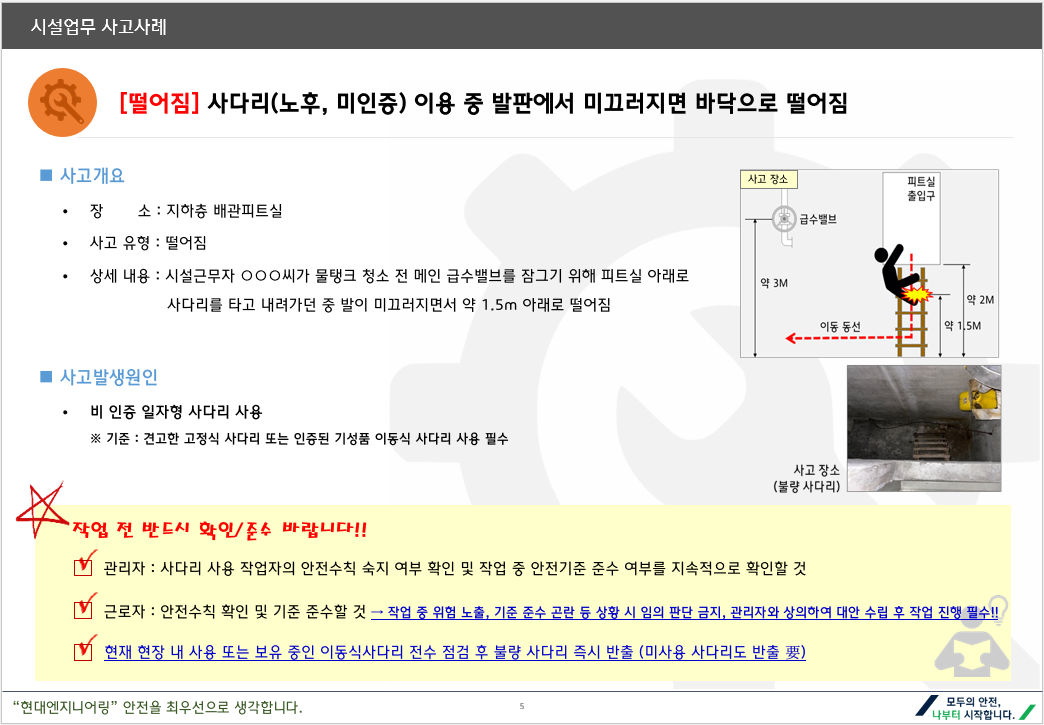 시설업무 사고사례
[떨어짐] 사다리(노후, 미인증) 이용 중 발판에서 미끄러지면 바닥으로 떨어짐
■ 사고개요
• 장 소 : 지하층 배관피트실
• 사고 유형 : 떨어짐
• 상세 내용 : 시설근무자 ○○○씨가 물탱크 청소 전 메인 급수밸브를 잠그기 위해 피트실 아래로
사다리를 타고 내려가던 중 발이 미끄러지면서 약 1.5m 아래로 떨어짐
사고 장소
피트실
출입구
급수밸브
약 3M
약 2M
약 1.5M
이동 동선
■ 사고발생원인
• 비 인증 일자형 사다리 사용
※ 기준 : 견고한 고정식 사다리 또는 인증된 기성품 이동식 사다리 사용 필수
사고 장소
(불량 사다리)
작업 전 반드시 확인/준수 바랍니다!!
관리자 : 사다리 사용 작업자의 안전수칙 숙지 여부 확인 및 작업 중 안전기준 준수 여부를 지속적으로 확인할 것
근로자 : 안전수칙 확인 및 기준 준수할 것 → 작업 중 위험 노출, 기준 준수 곤란 등 상황 시 임의 판단 금지, 관리자와 상의하여 대안 수립 후 작업 진행 필수!!
현재 현장 내 사용 또는 보유 중인 이동식사다리 전수 점검 후 불량 사다리 즉시 반출 (미사용 사다리도 반출 要)
“현대엔지니어링” 안전을 최우선으로 생각합니다.
5
모두의 안전,
나부터 시작합니다.